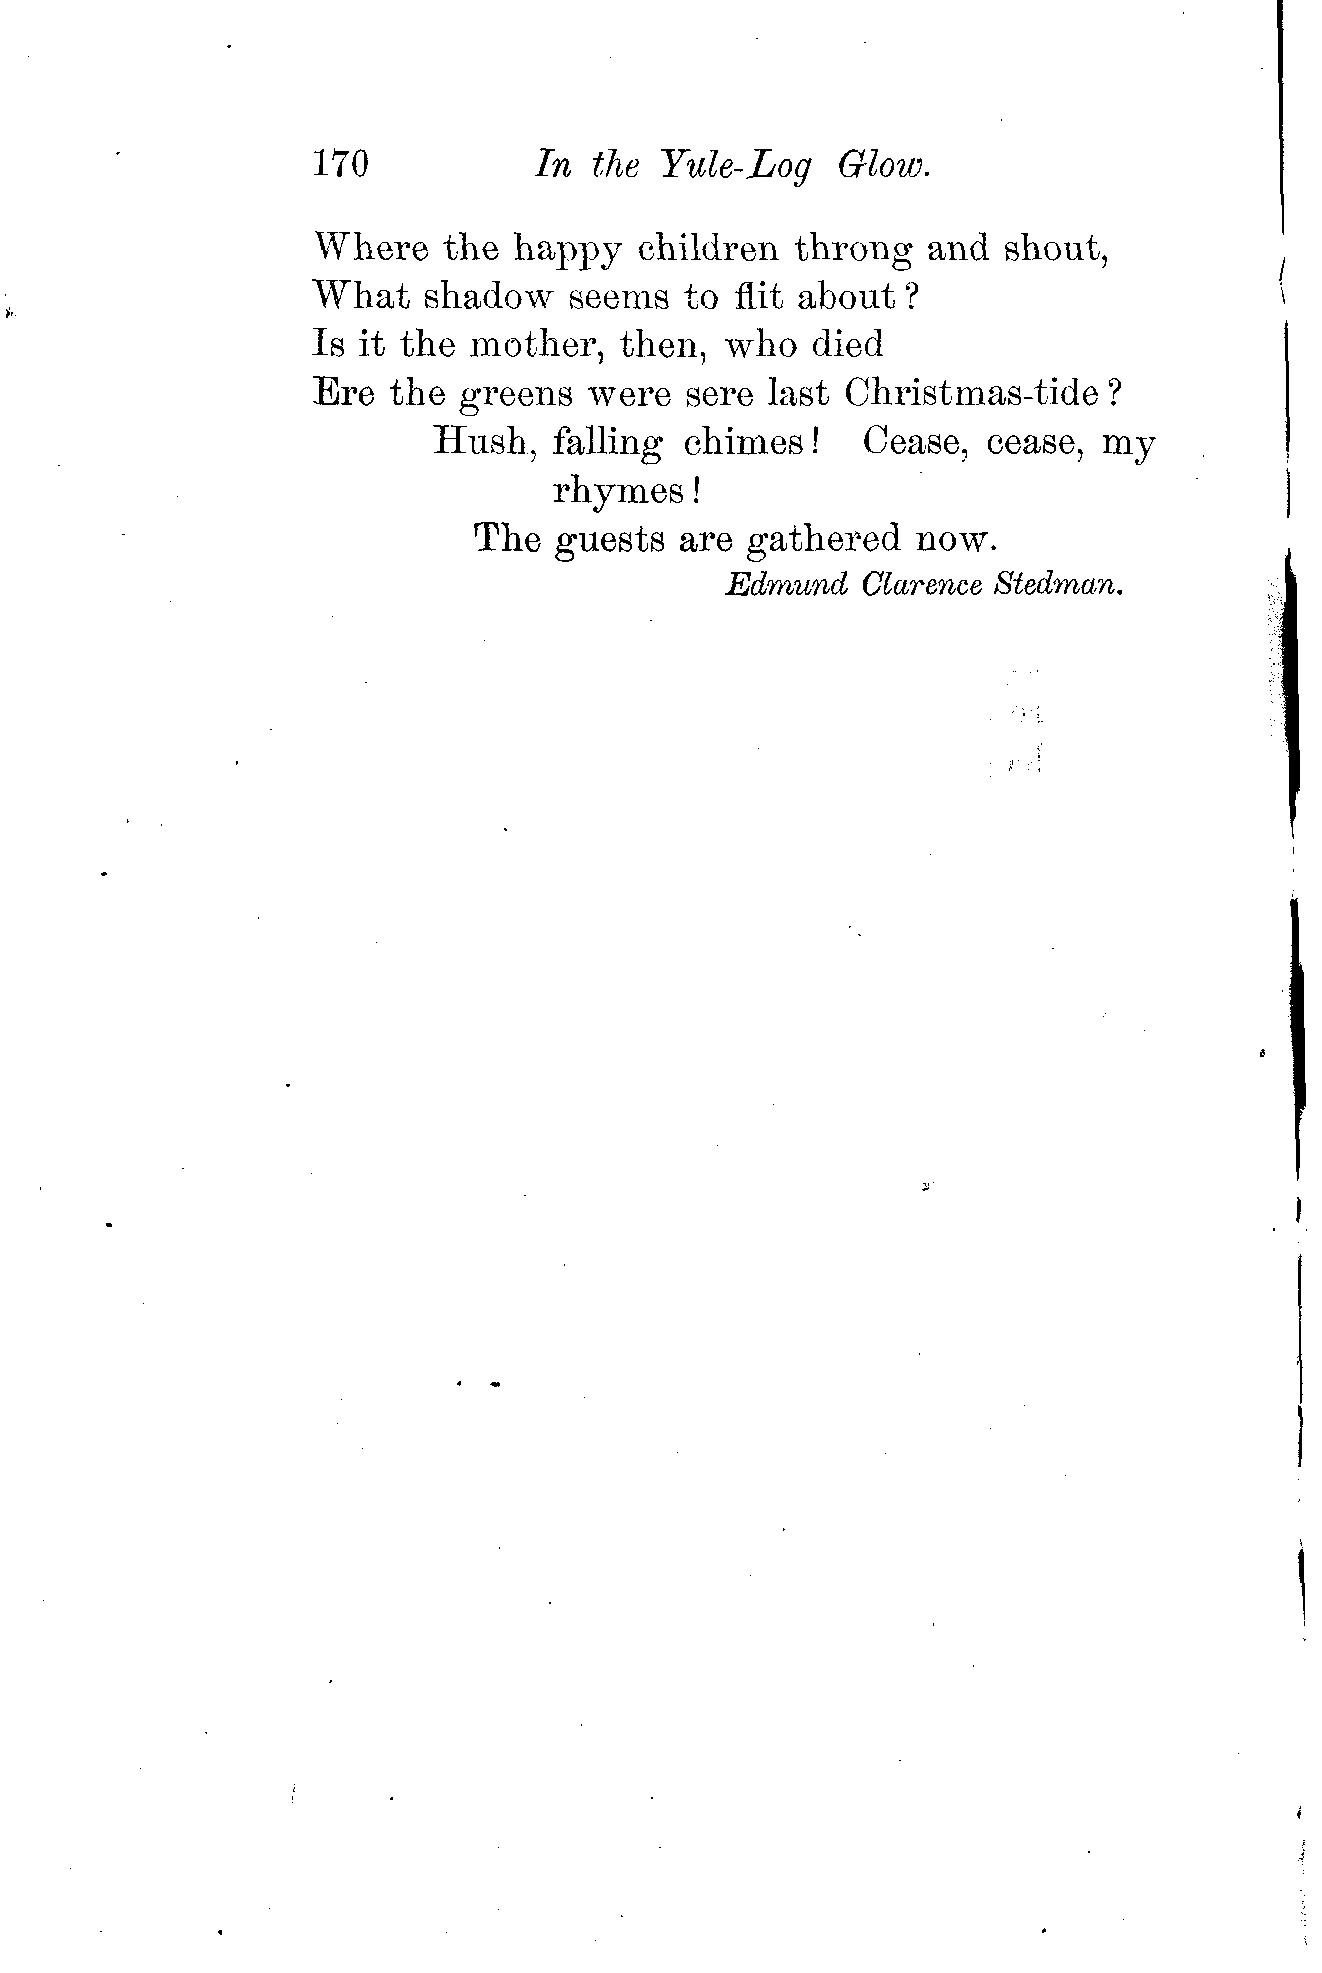 170 In the Yule-Log Glow.
Where the happy children throng and shout,
What shadow seems to flit about?
Is it the mother, then, who died
Ere the greens were sere last Christmas-tide?
Hush, falling chimes! Cease, cease, my
rhymes!
The guests are gathered now.
Edmund Clarence Stedman.